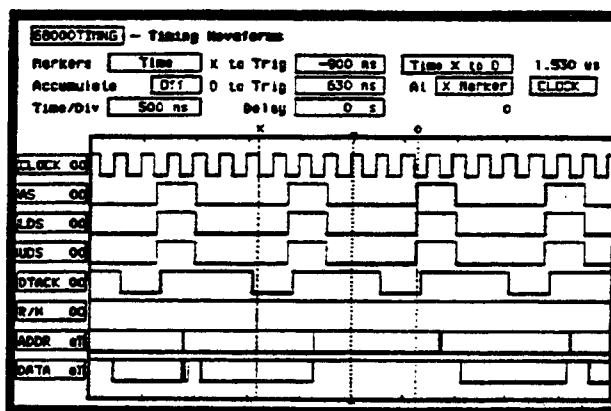 68000TIMNG - Timing Waveforms
Markers Time X to Trig -900 ns Time X to O 1.530 us
Accumulate Off O to Trig 630 ns At X Marker CLOCK
Time/Div 500 ns Delay 0 s 0
X O
CLOCK 00
AS 00
LDS 00
UDS 00
DTACK 00
R/W 00
ADDR
DATA